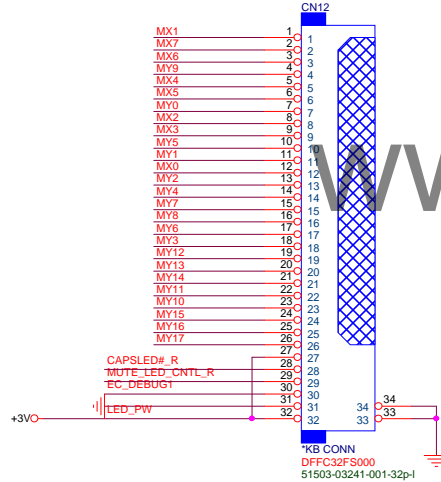 CN12
MX1 1 1
MX7 2 2
MX6 3 3
MY9 4 4
MX4 5 5
MX5 6 6
MY0 7 7
MX2 8 8
MX3 9 9
MY5 10 10
MY1 11 11
MX0 12 12
MY2 13 13
MY4 14 14
MY7 15 15
MY8 16 16
MY6 17 17
MY3 18 18
MY12 19 19
MY13 20 20
MY14 21 21
MY11 22 22
MY10 23 23
MY15 24 24
MY16 25 25
MY17 26 26
27 27
CAPSLED#_R 28 28
MUTE_LED_CNTL_R 29 29
EC_DEBUG1 30 30
31 31 34 34
+3V LED_PW 32 32 33 33
*KB CONN
DFFC32FS000
51503-03241-001-32p-l